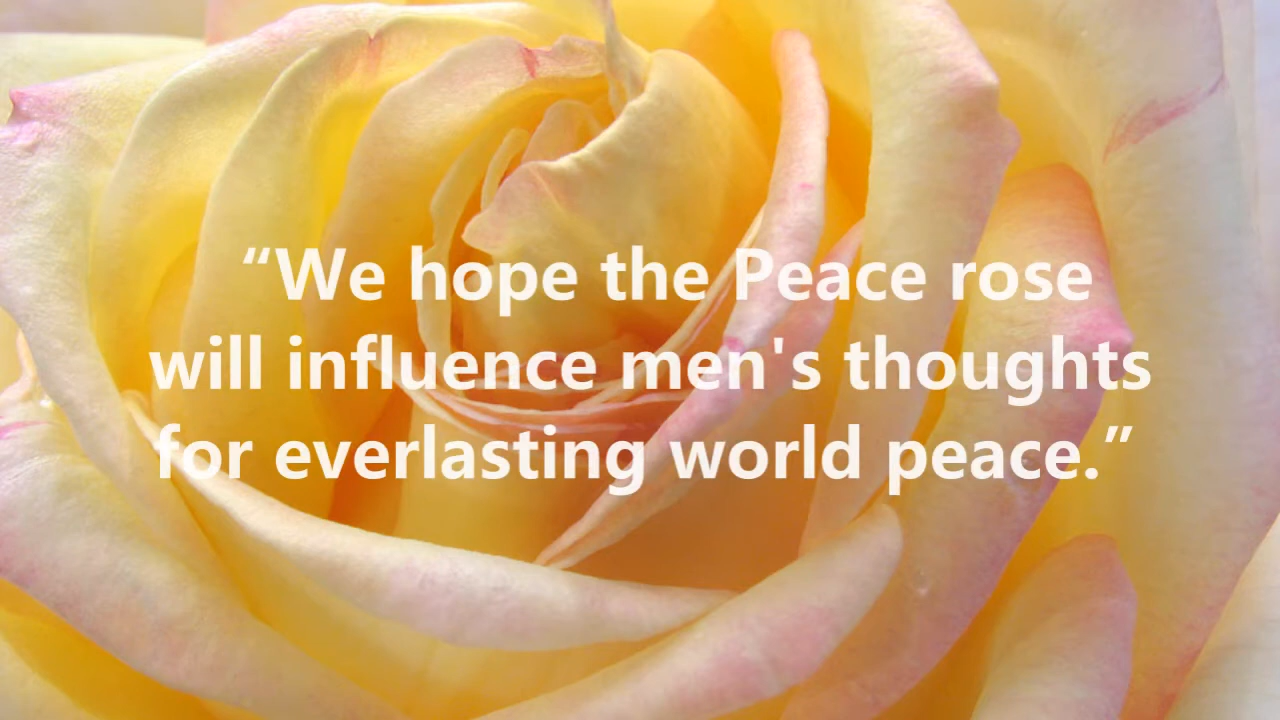 “We hope the Peace rose
will influence men's thoughts
for everlasting world peace.”